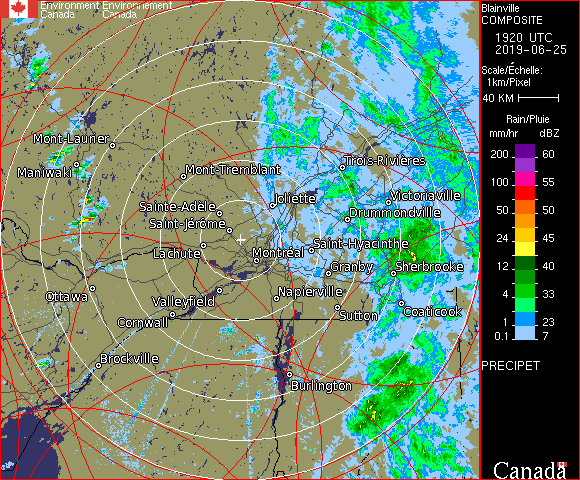 Environment Environnement
Canada Canada
Blainville
COMPOSITE
1920 UTC
2019-06-25
Scale/Échelle:
1km/Pixel
40 KM
Rain/Pluie
mm/hr dBZ
200 60
100 55
50 50
24 45
12 40
4 33
1 23
0.1 7
PRECIPET
Canada
Mont-Laurier
Maniwaki
Mont-Tremblant
Trois-Rivières
Sainte-Adèle
Joliette
Victoriaville
Saint-Jérôme
Drummondville
Lachute
Montréal
Saint-Hyacinthe
Granby
Sherbrooke
Ottawa
Valleyfield
Napierville
Cornwall
Sutton
Coaticook
Brockville
Burlington